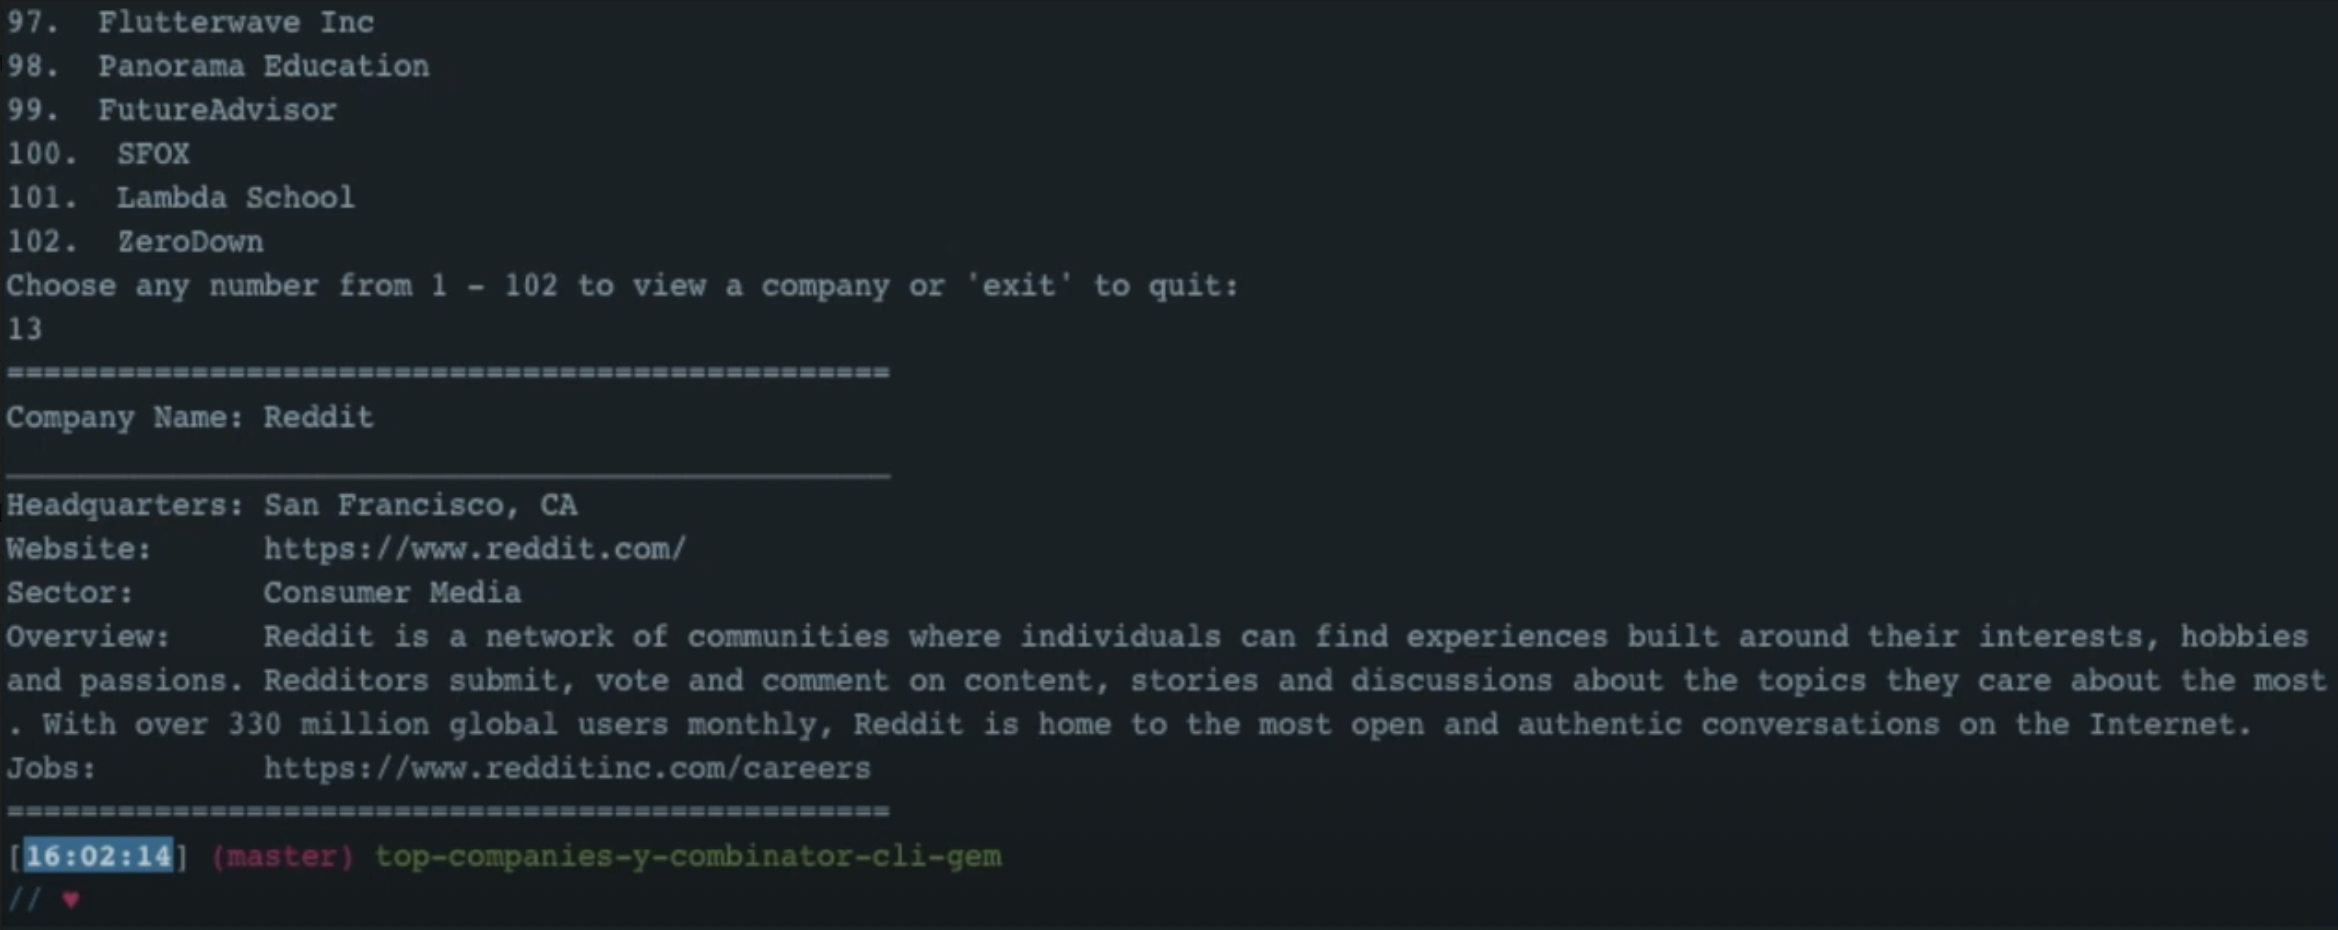 97.  Flutterwave Inc
98.  Panorama Education
99.  FutureAdvisor
100.  SFOX
101.  Lambda School
102.  ZeroDown
Choose any number from 1 - 102 to view a company or 'exit' to quit:
13
================================================
Company Name: Reddit
________________________________________________
Headquarters: San Francisco, CA
Website:      https://www.reddit.com/
Sector:       Consumer Media
Overview:     Reddit is a network of communities where individuals can find experiences built around their interests, hobbies
and passions. Redditors submit, vote and comment on content, stories and discussions about the topics they care about the most
. With over 330 million global users monthly, Reddit is home to the most open and authentic conversations on the Internet.
Jobs:         https://www.redditinc.com/careers
================================================
[16:02:14] (master) top-companies-y-combinator-cli-gem
// ♥